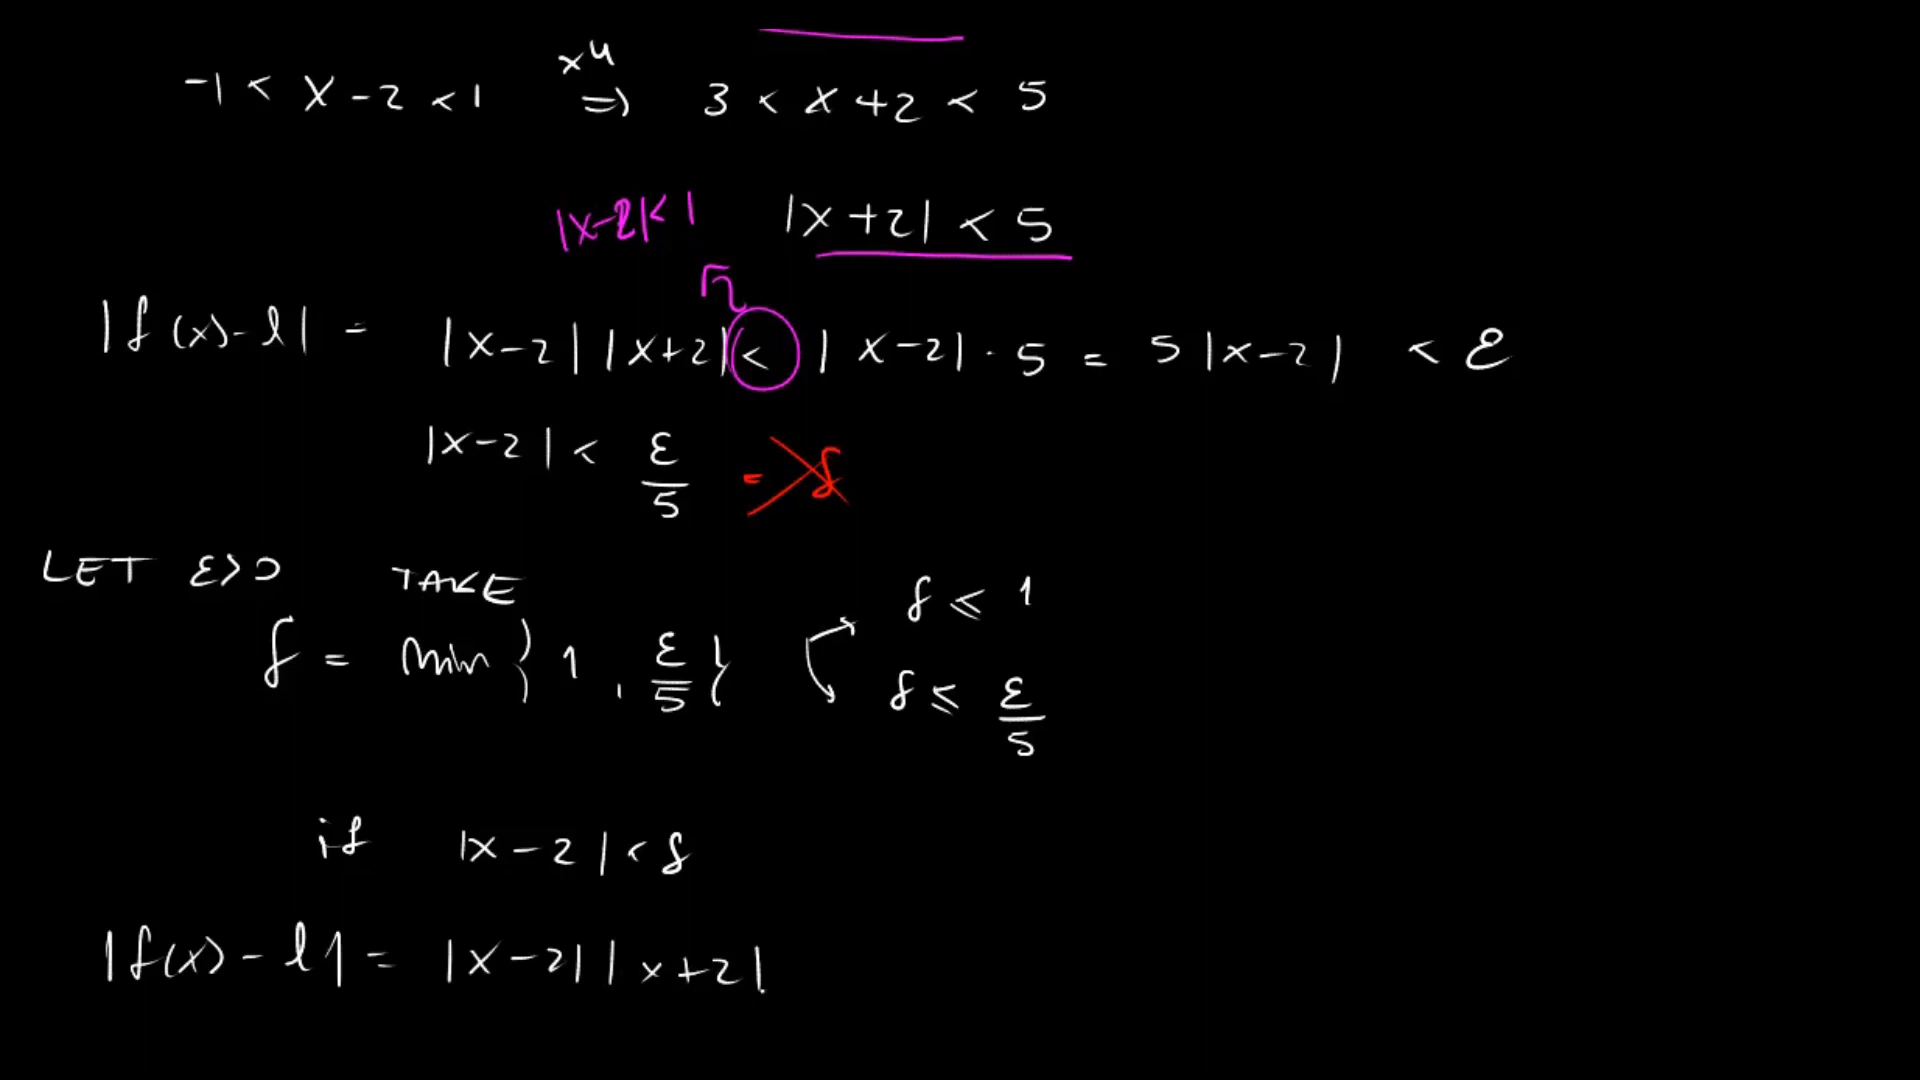 -1 < x - 2 < 1 x4 => 3 < x + 2 < 5
|x-2|<1 |x+2| < 5
|f(x) - l| = |x-2| |x+2| < |x-2| · 5 = 5 |x-2| < ε
|x-2| < ε/5 = δ
LET ε>0 TAKE δ ≤ 1
δ = min } 1 , ε/5 { δ ≤ ε/5
if |x-2| < δ
|f(x) - l| = |x-2| |x+2|